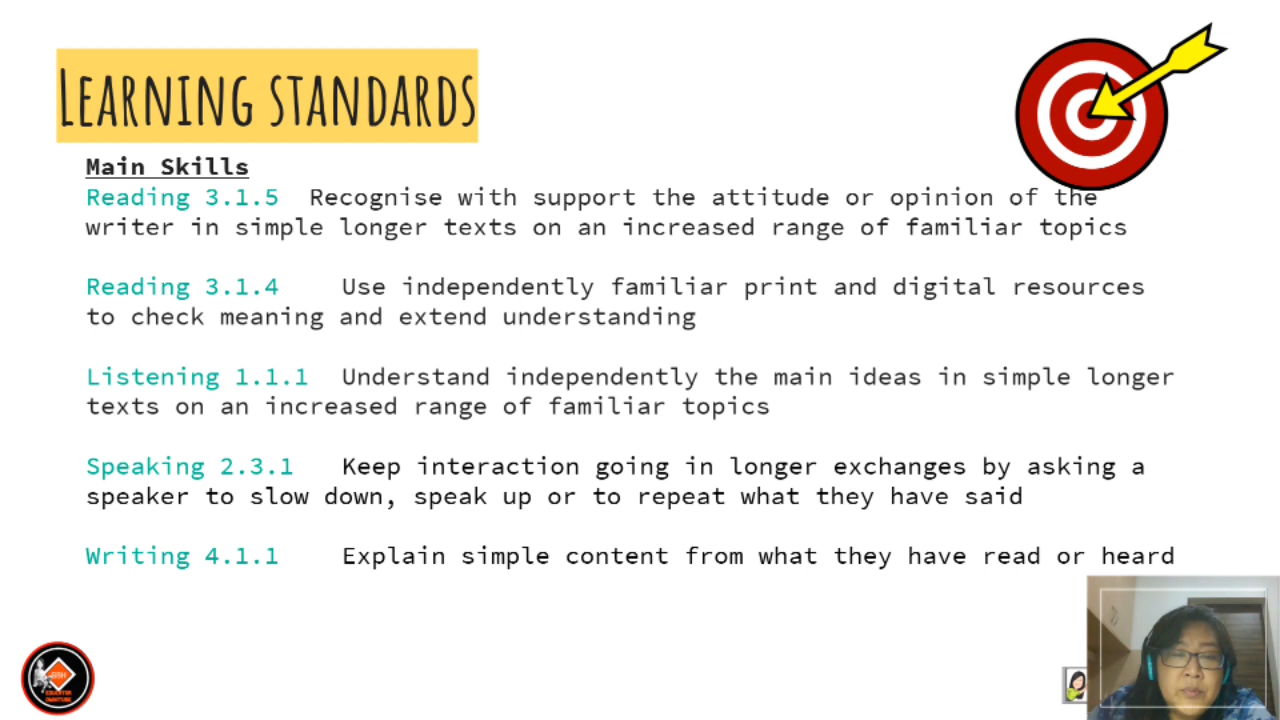 LEARNING STANDARDS
Main Skills
Reading 3.1.5 Recognise with support the attitude or opinion of the
writer in simple longer texts on an increased range of familiar topics
Reading 3.1.4 Use independently familiar print and digital resources
to check meaning and extend understanding
Listening 1.1.1 Understand independently the main ideas in simple longer
texts on an increased range of familiar topics
Speaking 2.3.1 Keep interaction going in longer exchanges by asking a
speaker to slow down, speak up or to repeat what they have said
Writing 4.1.1 Explain simple content from what they have read or heard